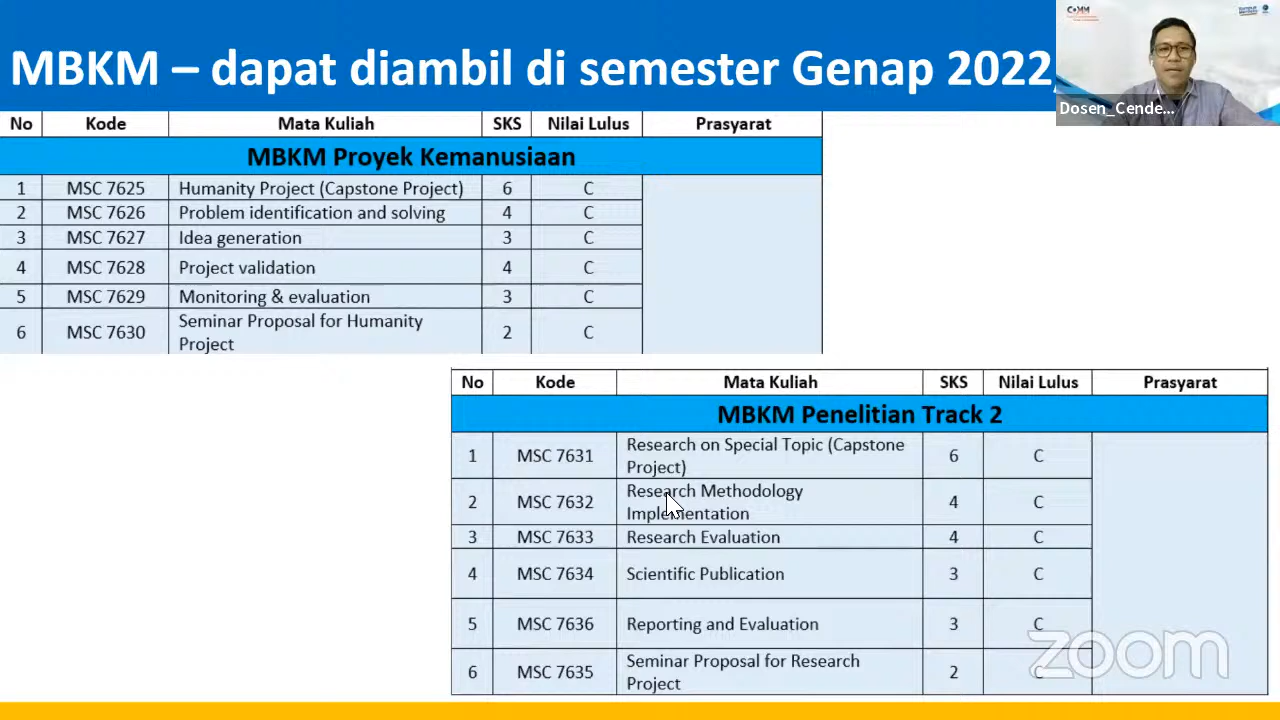 MBKM – dapat diambil di semester Genap 2022
COMM
Dosen_Cende...
No Kode Mata Kuliah SKS Nilai Lulus Prasyarat
MBKM Proyek Kemanusiaan
1 MSC 7625 Humanity Project (Capstone Project) 6 C
2 MSC 7626 Problem identification and solving 4 C
3 MSC 7627 Idea generation 3 C
4 MSC 7628 Project validation 4 C
5 MSC 7629 Monitoring & evaluation 3 C
6 MSC 7630 Seminar Proposal for Humanity
Project 2 C
No Kode Mata Kuliah SKS Nilai Lulus Prasyarat
MBKM Penelitian Track 2
1 MSC 7631 Research on Special Topic (Capstone
Project) 6 C
2 MSC 7632 Research Methodology
Implementation 4 C
3 MSC 7633 Research Evaluation 4 C
4 MSC 7634 Scientific Publication 3 C
5 MSC 7636 Reporting and Evaluation 3 C
6 MSC 7635 Seminar Proposal for Research
Project 2 C
zoom